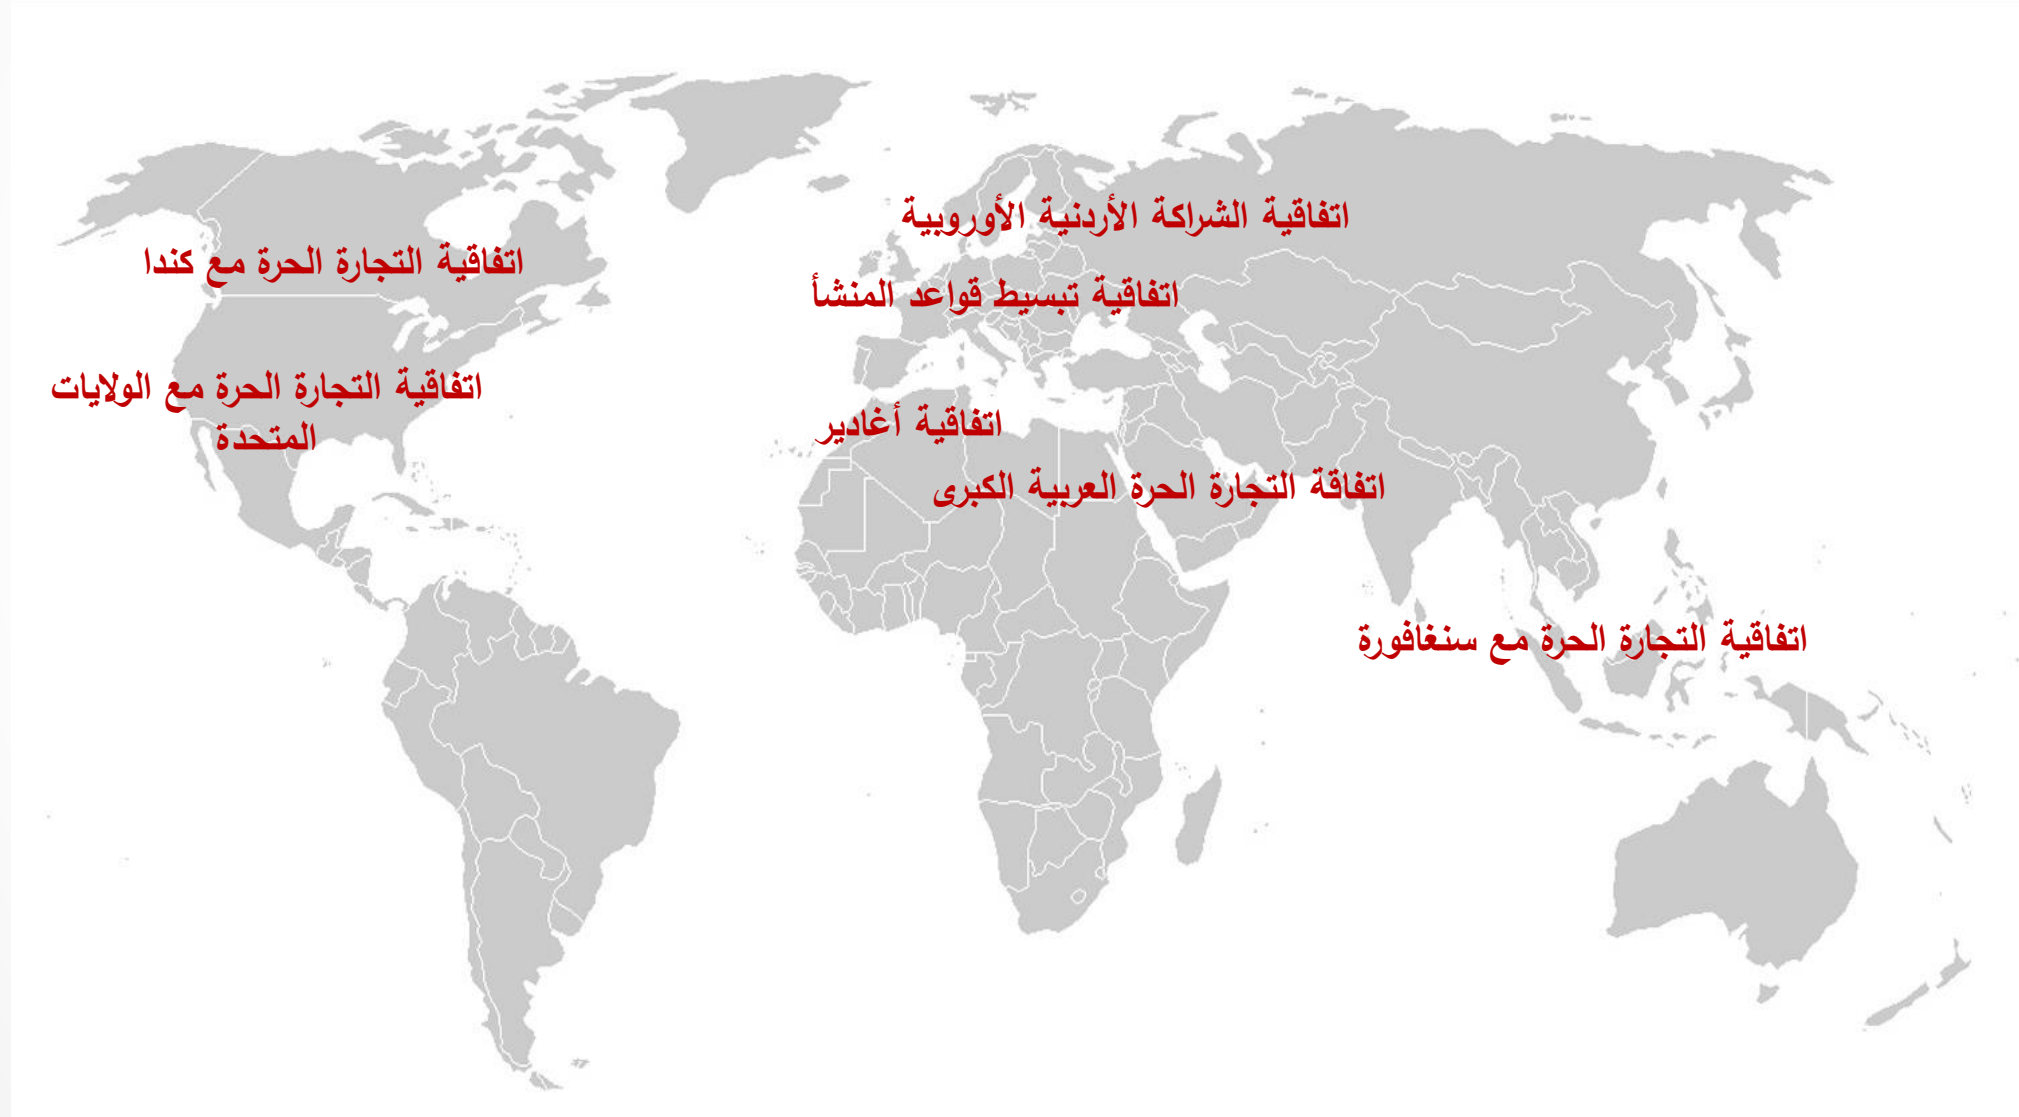 اتفاقية الشراكة الأردنية الأوروبية
اتفاقية التجارة الحرة مع كندا
اتفاقية تبسيط قواعد المنشأ
اتفاقية التجارة الحرة مع الولايات
المتحدة
اتفاقية أغادير
اتفاقة التجارة الحرة العربية الكبرى
اتفاقية التجارة الحرة مع سنغافورة